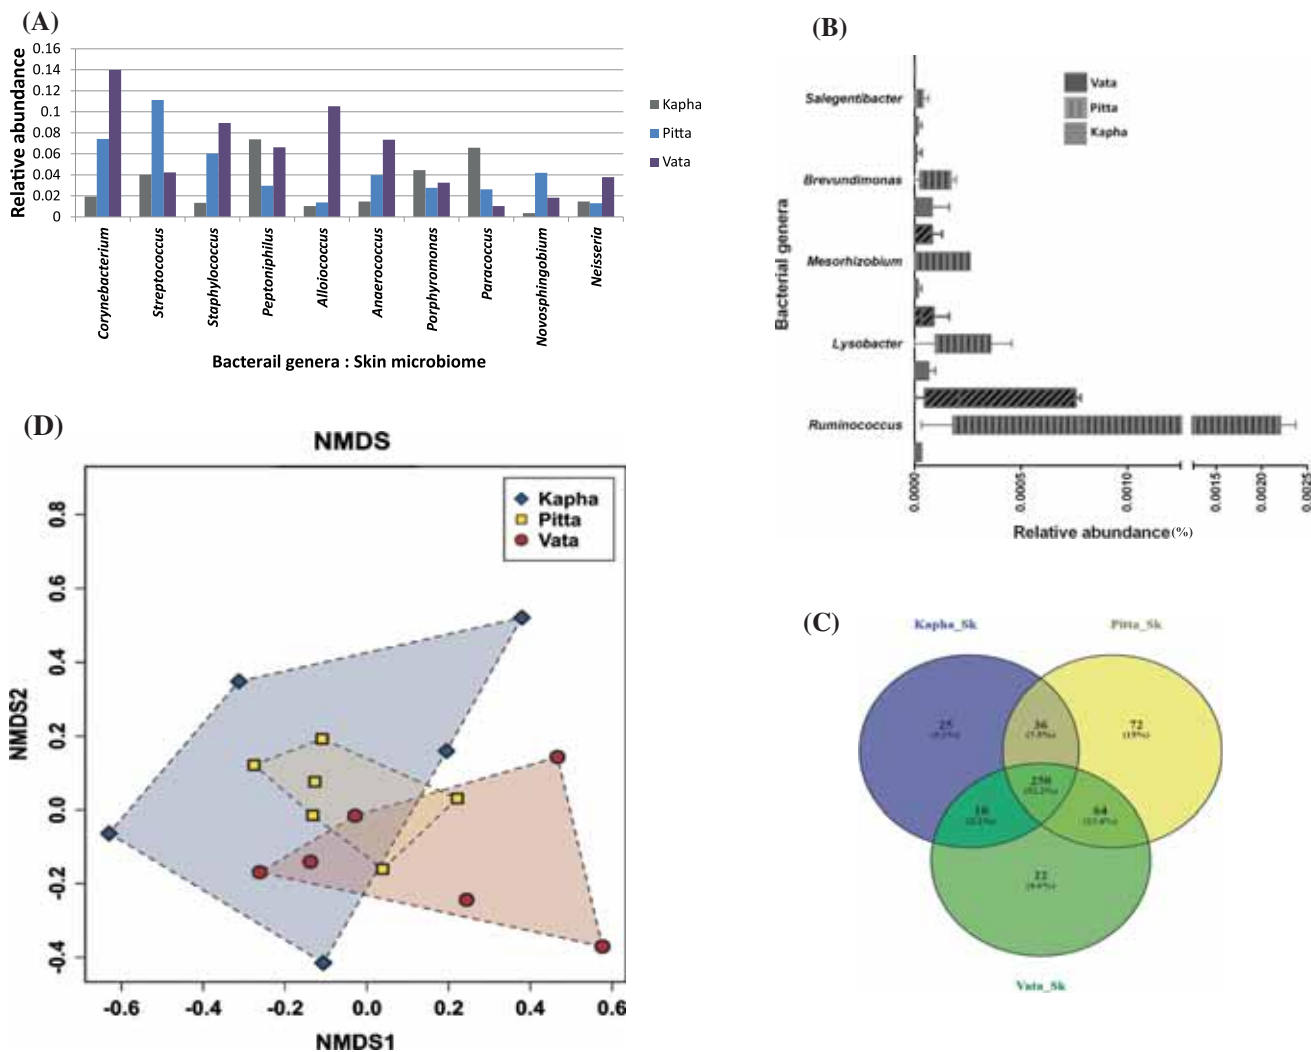 (A)
Relative abundance
0.16
0.14
0.12
0.1
0.08
0.06
0.04
0.02
0
Kapha
Pitta
Vata
Corynebacterium
Streptococcus
Staphylococcus
Peptoniphilus
Alloiococcus
Anaerococcus
Porphyromonas
Paracoccus
Novosphingobium
Neisseria
Bacterail genera : Skin microbiome
(B)
Bacterial genera
Vata
Pitta
Kapha
Salegentibacter
Brevundimonas
Mesorhizobium
Lysobacter
Ruminococcus
0.0000
0.0005
0.0010
0.0015
0.0020
0.0025
Relative abundance(%)
(D)
NMDS
Kapha
Pitta
Vata
NMDS2
0.8
0.6
0.4
0.2
0.0
-0.2
-0.4
-0.6
-0.4
-0.2
0.0
0.2
0.4
0.6
NMDS1
(C)
Kapha_Sk
Pitta_Sk
25
36
72
(15%)
250
64
22
Vata_Sk